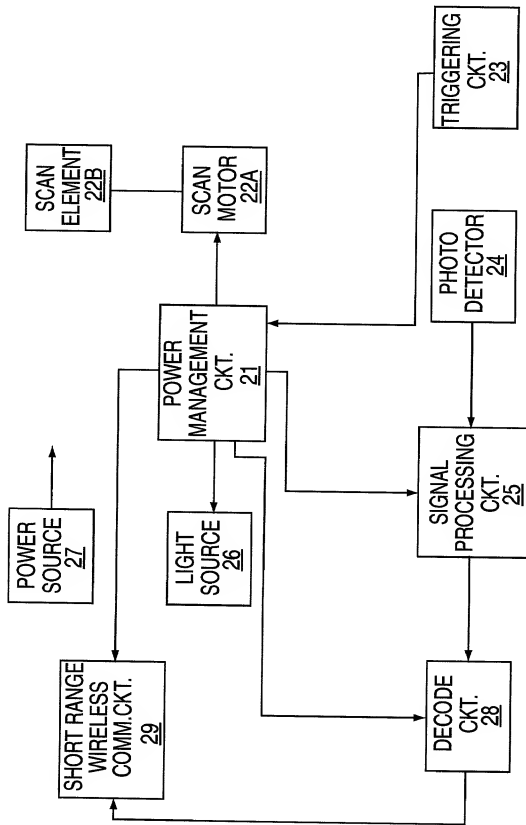 SHORT RANGE
WIRELESS
COMM.CKT.
29
POWER
SOURCE
27
SCAN
ELEMENT
22B
LIGHT
SOURCE
26
POWER
MANAGEMENT
CKT.
21
SCAN
MOTOR
22A
DECODE
CKT.
28
SIGNAL
PROCESSING
CKT.
25
PHOTO
DETECTOR
24
TRIGGERING
CKT.
23